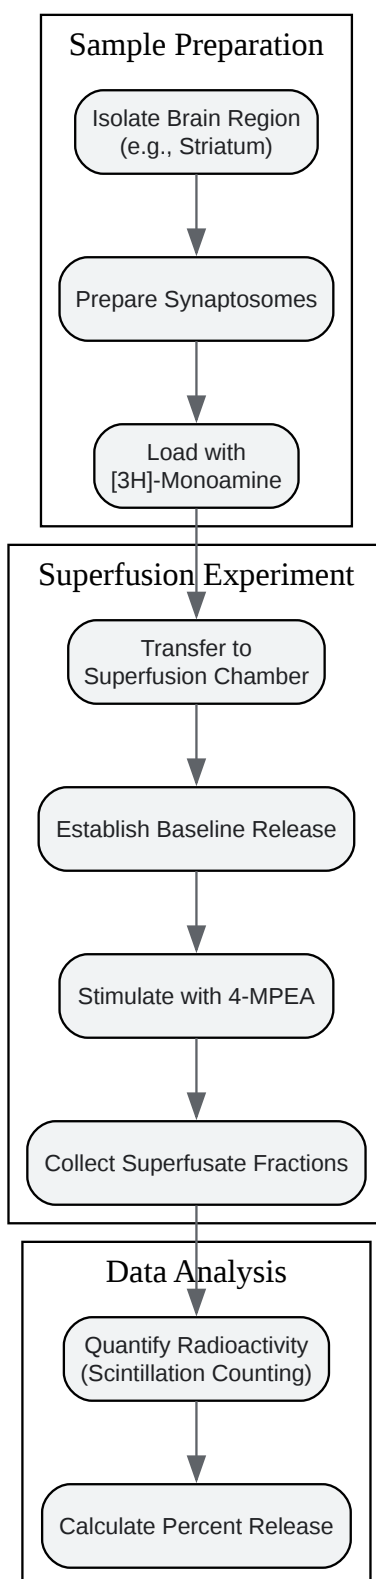 Sample Preparation
Isolate Brain Region
(e.g., Striatum)
Prepare Synaptosomes
Load with
[3H]-Monoamine
Superfusion Experiment
Transfer to
Superfusion Chamber
Establish Baseline Release
Stimulate with 4-MPEA
Collect Superfusate Fractions
Data Analysis
Quantify Radioactivity
(Scintillation Counting)
Calculate Percent Release